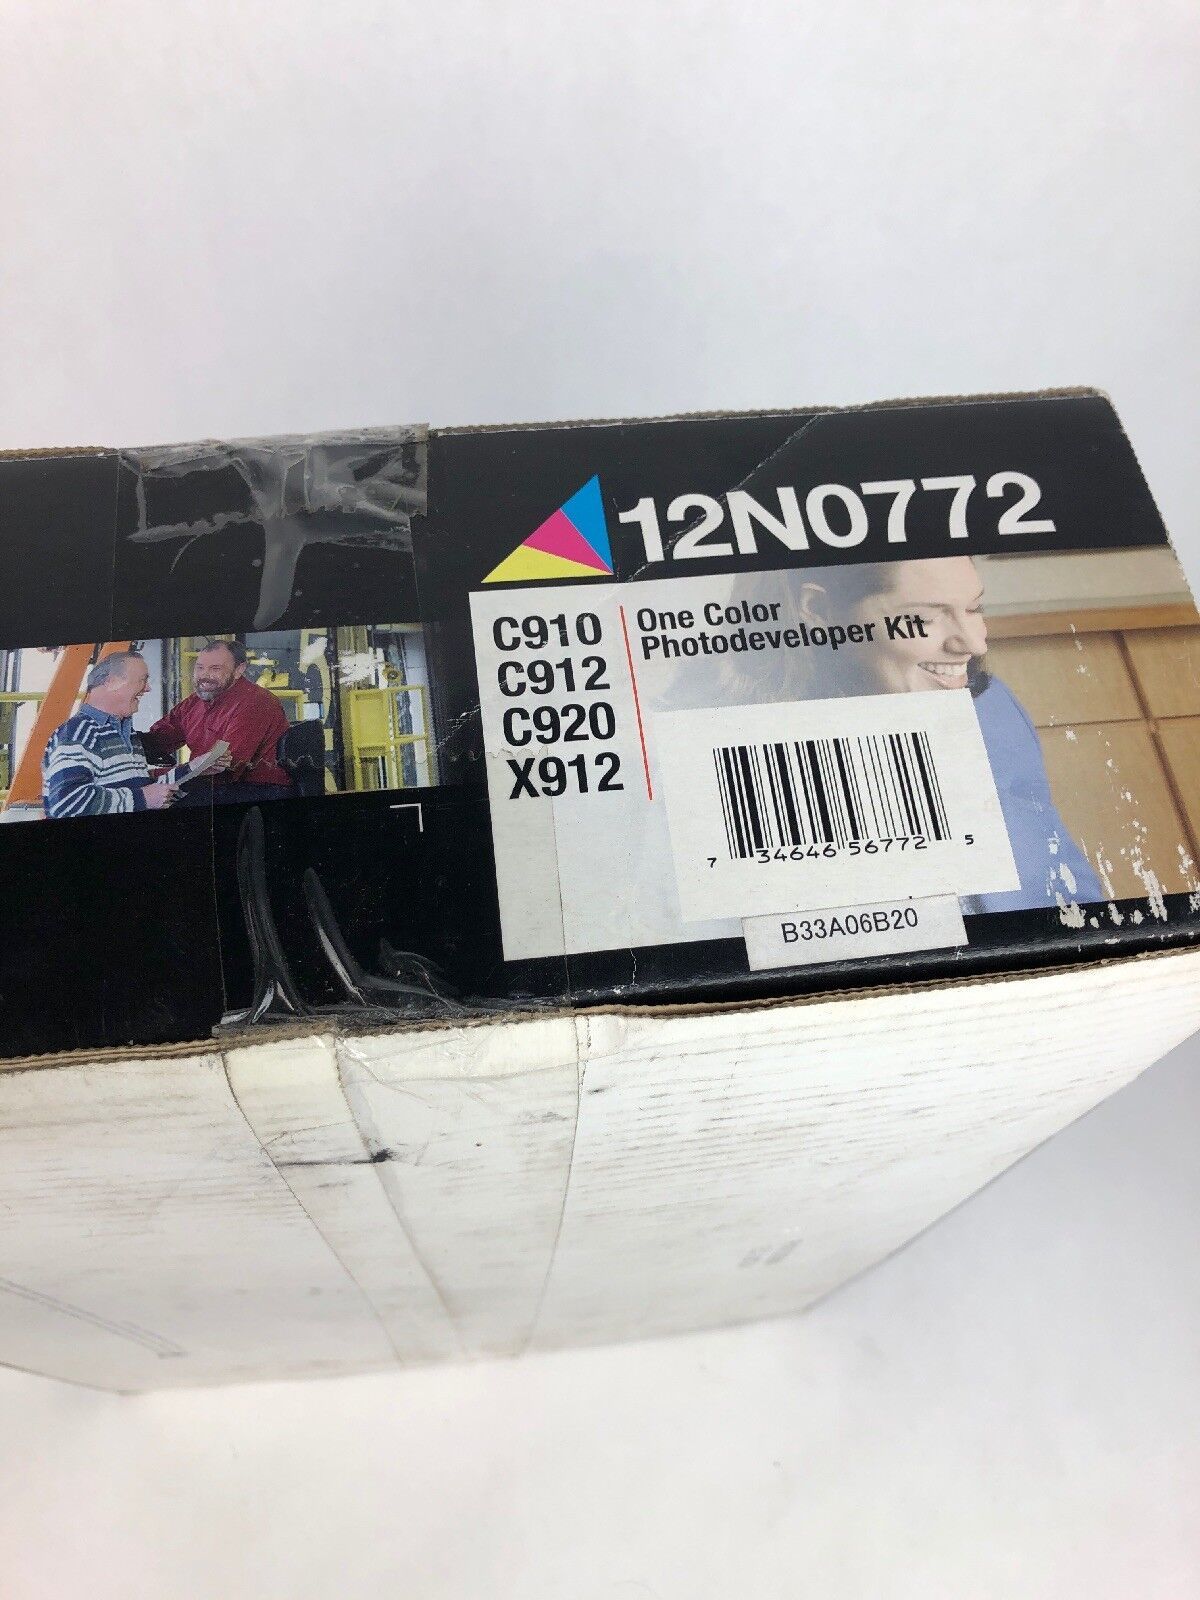 12N0772
C910
C912
C920
X912
One Color
Photodeveloper Kit
7 34646 56772 5
B33A06B20